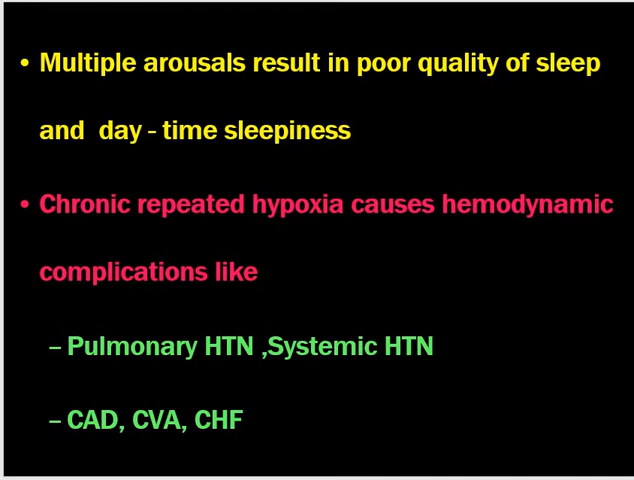 • Multiple arousals result in poor quality of sleep
and day - time sleepiness
• Chronic repeated hypoxia causes hemodynamic
complications like
– Pulmonary HTN ,Systemic HTN
– CAD, CVA, CHF